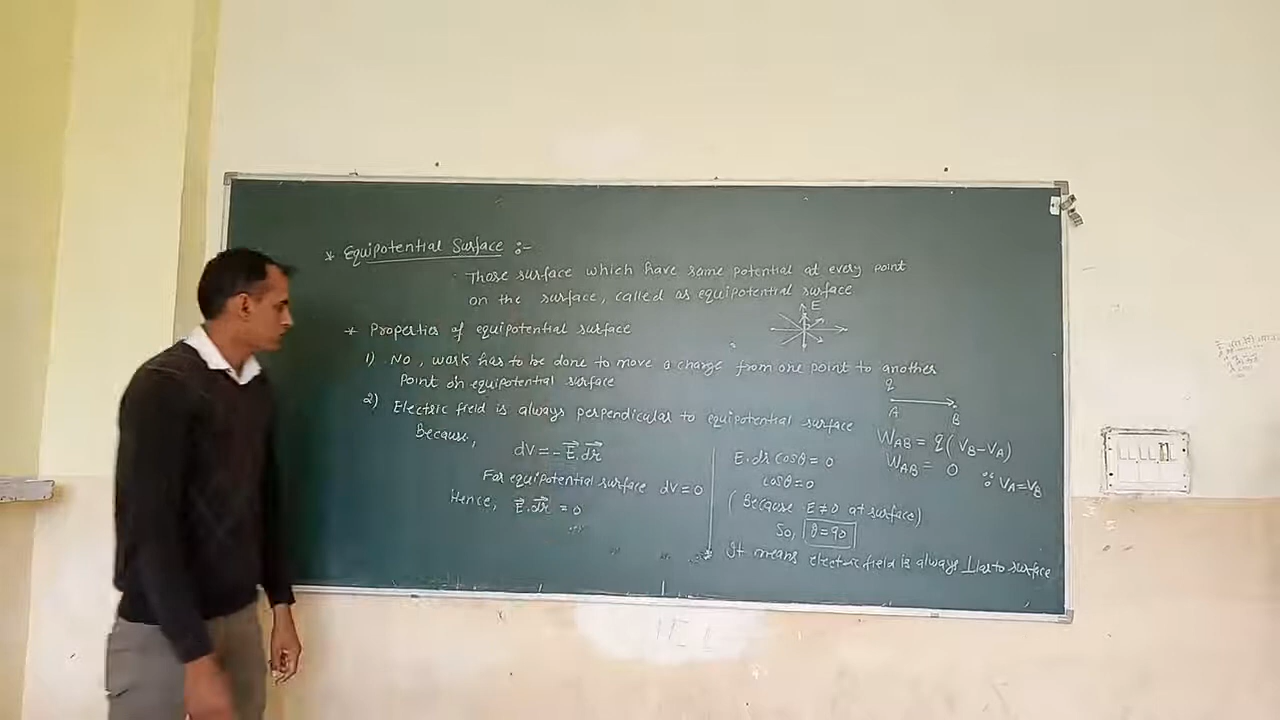 * Equipotential Surface :-
Those surface which have same potential at every point
on the surface, called as equipotential surface
E
* Properties of equipotential surface
1) No, work has to be done to move a charge from one point to another
point on equipotential surface
2) Electric field is always perpendicular to equipotential surface
Because,
dV = - E⃗.dr⃗
For equipotential surface dV = 0
Hence, E⃗.dr⃗ = 0
E.dr cosθ = 0
cosθ = 0
( Because E ≠ 0 at surface)
So, θ = 90
It means electric field is always ⊥lar to surface
q
A B
W_AB = q( V_B - V_A)
W_AB = 0
∵ V_A = V_B